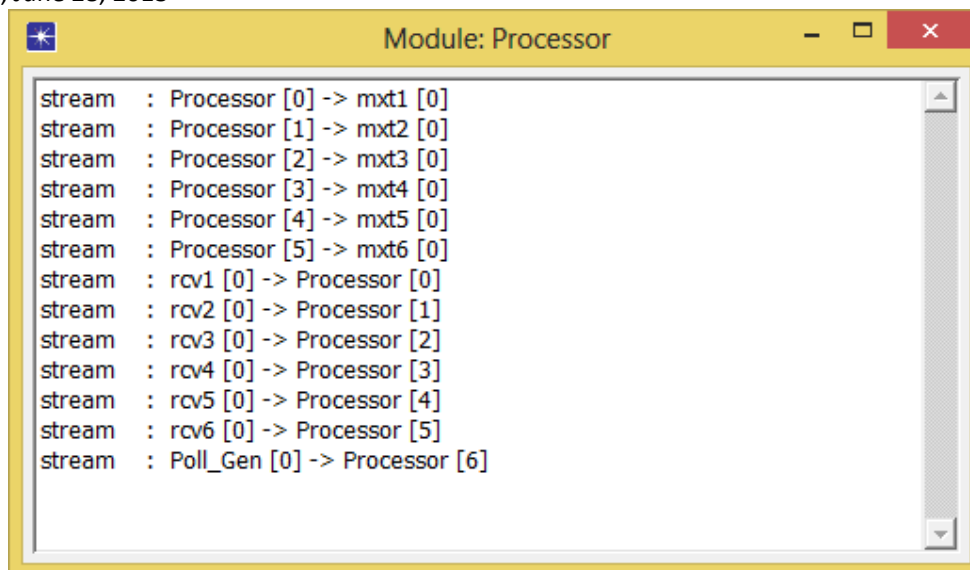 June 25, 2015
Module: Processor
stream : Processor [0] -> mxt1 [0]
stream : Processor [1] -> mxt2 [0]
stream : Processor [2] -> mxt3 [0]
stream : Processor [3] -> mxt4 [0]
stream : Processor [4] -> mxt5 [0]
stream : Processor [5] -> mxt6 [0]
stream : rcv1 [0] -> Processor [0]
stream : rcv2 [0] -> Processor [1]
stream : rcv3 [0] -> Processor [2]
stream : rcv4 [0] -> Processor [3]
stream : rcv5 [0] -> Processor [4]
stream : rcv6 [0] -> Processor [5]
stream : Poll_Gen [0] -> Processor [6]